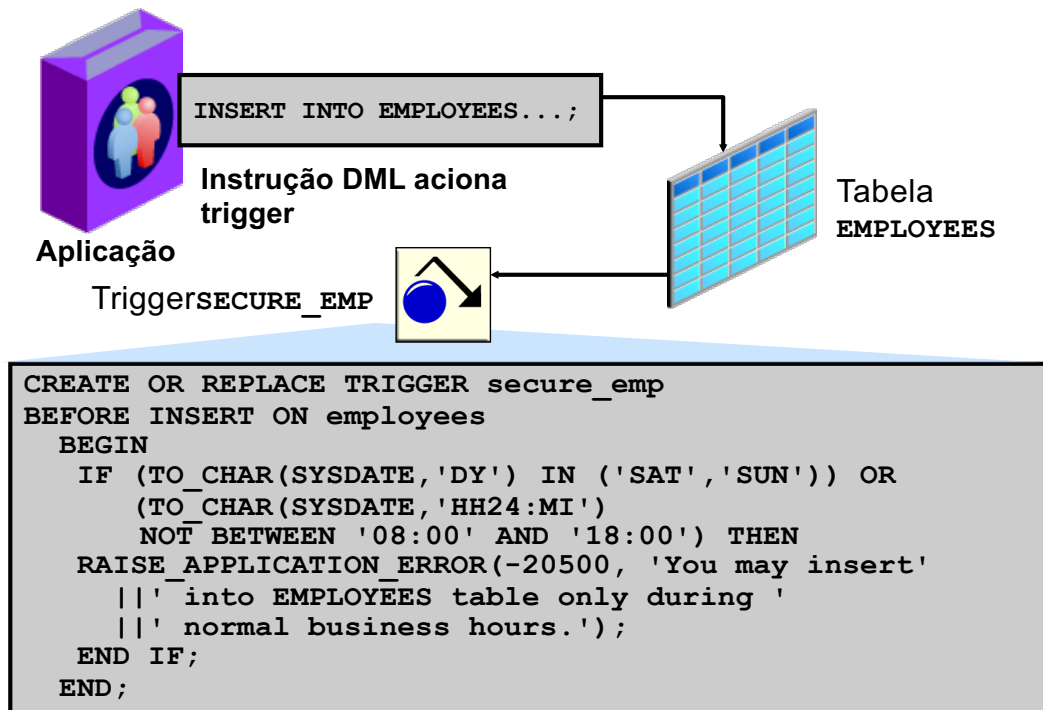 INSERT INTO EMPLOYEES...;
Instrução DML aciona
trigger
Aplicação
Tabela
EMPLOYEES
TriggerSECURE_EMP
CREATE OR REPLACE TRIGGER secure_emp
BEFORE INSERT ON employees
BEGIN
IF (TO_CHAR(SYSDATE,'DY') IN ('SAT','SUN')) OR
(TO_CHAR(SYSDATE,'HH24:MI')
NOT BETWEEN '08:00' AND '18:00') THEN
RAISE_APPLICATION_ERROR(-20500, 'You may insert'
||' into EMPLOYEES table only during '
||' normal business hours.');
END IF;
END;